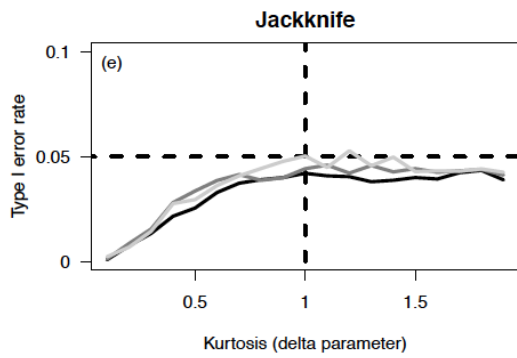 Jackknife
(e)
0.1
0.05
0
Type I error rate
0.5
1
1.5
Kurtosis (delta parameter)